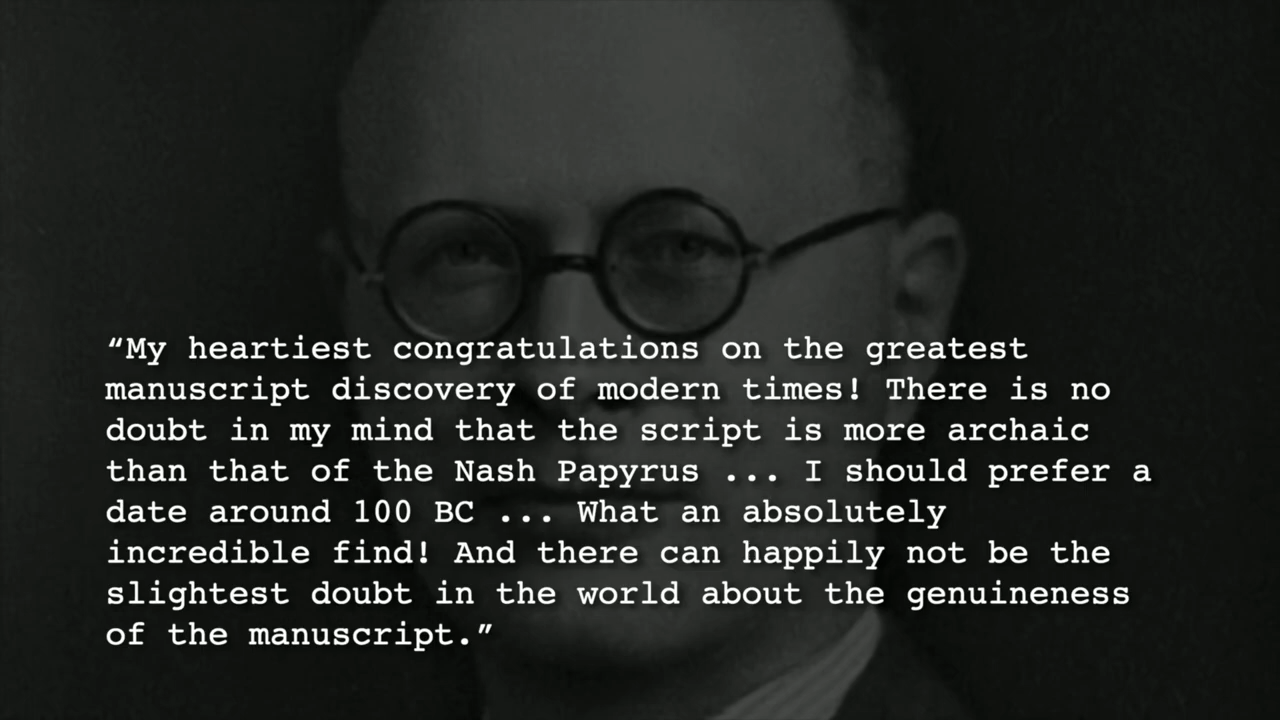 “My heartiest congratulations on the greatest
manuscript discovery of modern times! There is no
doubt in my mind that the script is more archaic
than that of the Nash Papyrus ... I should prefer a
date around 100 BC ... What an absolutely
incredible find! And there can happily not be the
slightest doubt in the world about the genuineness
of the manuscript.”